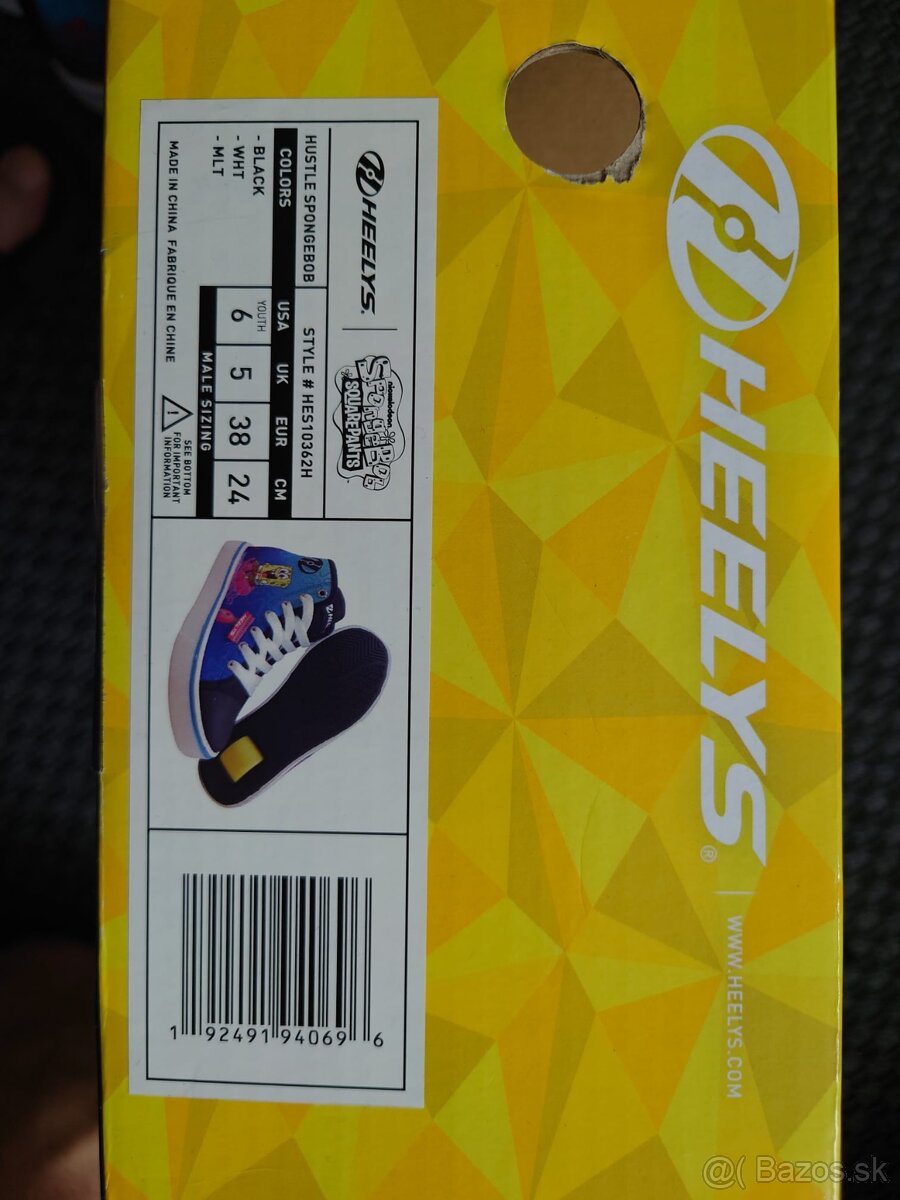 HEELYS®
WWW.HEELYS.COM
HEELYS.
nickelodeon
SPONGEBOB
SQUAREPANTS
HUSTLE SPONGEBOB
STYLE # HES10362H
COLORS
USA UK EUR CM
- BLACK
- WHT
- MLT
YOUTH
6 5 38 24
MALE SIZING
MADE IN CHINA FABRIQUE EN CHINE
SEE BOTTOM
FOR IMPORTANT
INFORMATION
1 92491 94069 6
@( Bazos.sk